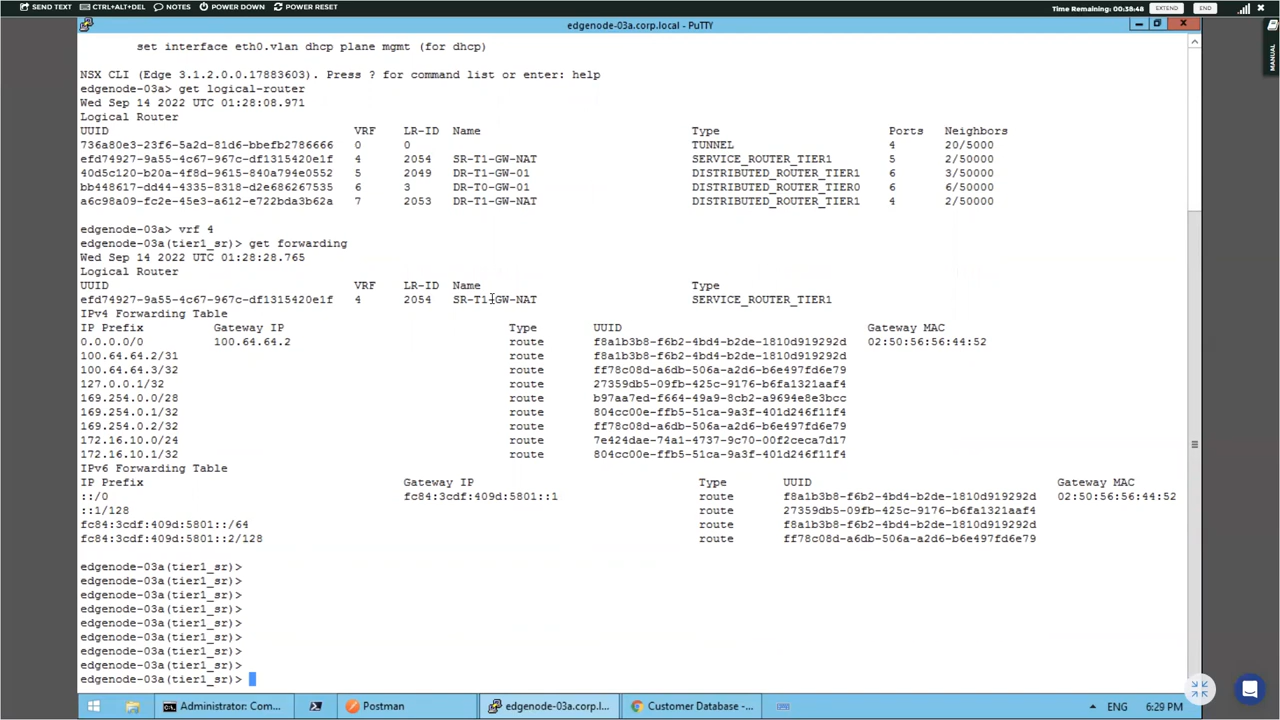 SEND TEXT CTRL+ALT+DEL NOTES POWER DOWN POWER RESET Time Remaining: 00:38:48 EXTEND END
edgenode-03a.corp.local - PuTTY
MANUAL
set interface eth0.vlan dhcp plane mgmt (for dhcp)
NSX CLI (Edge 3.1.2.0.0.17883603). Press ? for command list or enter: help
edgenode-03a> get logical-router
Wed Sep 14 2022 UTC 01:28:08.971
Logical Router
UUID VRF LR-ID Name Type Ports Neighbors
736a80e3-23f6-5a2d-81d6-bbefb2786666 0 0 TUNNEL 4 20/5000
efd74927-9a55-4c67-967c-df1315420e1f 4 2054 SR-T1-GW-NAT SERVICE_ROUTER_TIER1 5 2/50000
40d5c120-b20a-4f8d-9615-840a794e0552 5 2049 DR-T1-GW-01 DISTRIBUTED_ROUTER_TIER1 6 3/50000
bb448617-dd44-4335-8318-d2e686267535 6 3 DR-T0-GW-01 DISTRIBUTED_ROUTER_TIER0 6 6/50000
a6c98a09-fc2e-45e3-a612-e722bda3b62a 7 2053 DR-T1-GW-NAT DISTRIBUTED_ROUTER_TIER1 4 2/50000
edgenode-03a> vrf 4
edgenode-03a(tier1_sr)> get forwarding
Wed Sep 14 2022 UTC 01:28:28.765
Logical Router
UUID VRF LR-ID Name Type
efd74927-9a55-4c67-967c-df1315420e1f 4 2054 SR-T1-GW-NAT SERVICE_ROUTER_TIER1
IPv4 Forwarding Table
IP Prefix Gateway IP Type UUID Gateway MAC
0.0.0.0/0 100.64.64.2 route f8a1b3b8-f6b2-4bd4-b2de-1810d919292d 02:50:56:56:44:52
100.64.64.2/31 route f8a1b3b8-f6b2-4bd4-b2de-1810d919292d
100.64.64.3/32 route ff78c08d-a6db-506a-a2d6-b6e497fd6e79
127.0.0.1/32 route 27359db5-09fb-425c-9176-b6fa1321aaf4
169.254.0.0/28 route b97aa7ed-f664-49a9-8cb2-a9694e8e3bcc
169.254.0.1/32 route 804cc00e-ffb5-51ca-9a3f-401d246f11f4
169.254.0.2/32 route ff78c08d-a6db-506a-a2d6-b6e497fd6e79
172.16.10.0/24 route 7e424dae-74a1-4737-9c70-00f2ceca7d17
172.16.10.1/32 route 804cc00e-ffb5-51ca-9a3f-401d246f11f4
IPv6 Forwarding Table
IP Prefix Gateway IP Type UUID Gateway MAC
::/0 fc84:3cdf:409d:5801::1 route f8a1b3b8-f6b2-4bd4-b2de-1810d919292d 02:50:56:56:44:52
::1/128 route 27359db5-09fb-425c-9176-b6fa1321aaf4
fc84:3cdf:409d:5801::/64 route f8a1b3b8-f6b2-4bd4-b2de-1810d919292d
fc84:3cdf:409d:5801::2/128 route ff78c08d-a6db-506a-a2d6-b6e497fd6e79
edgenode-03a(tier1_sr)>
edgenode-03a(tier1_sr)>
edgenode-03a(tier1_sr)>
edgenode-03a(tier1_sr)>
edgenode-03a(tier1_sr)>
edgenode-03a(tier1_sr)>
edgenode-03a(tier1_sr)>
edgenode-03a(tier1_sr)>
edgenode-03a(tier1_sr)>
Administrator: Com... Postman edgenode-03a.corp.l... Customer Database -... ENG 6:29 PM